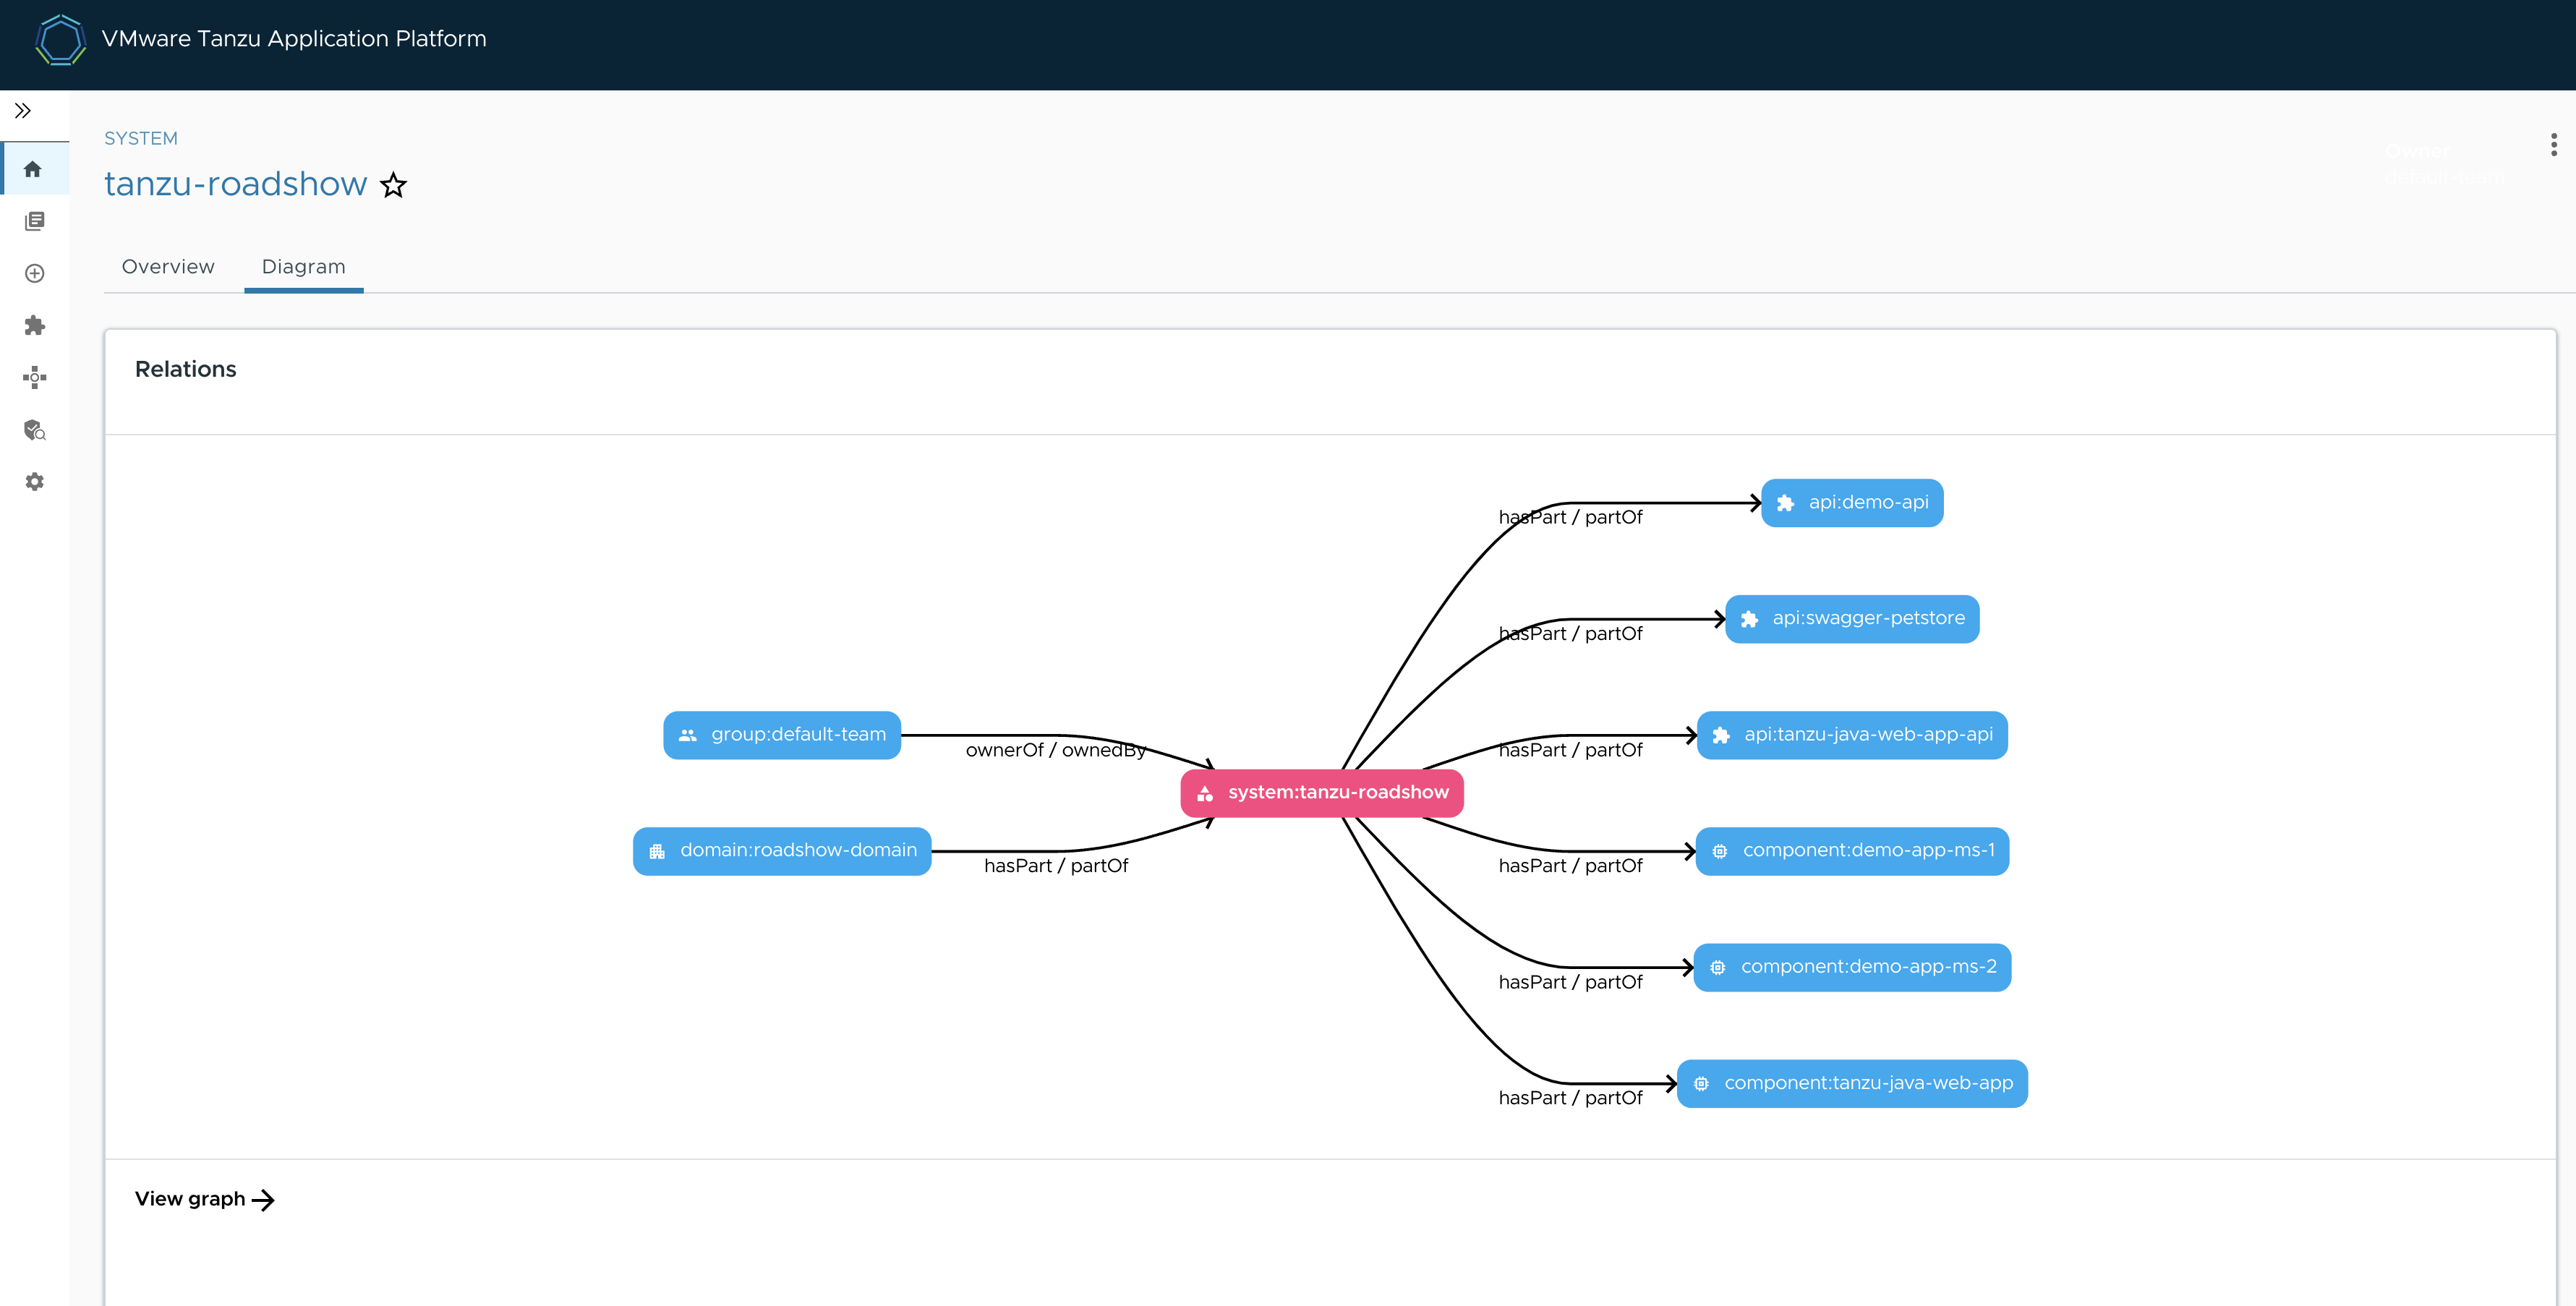 VMware Tanzu Application Platform
SYSTEM
tanzu-roadshow
Owner
default-team
Overview
Diagram
Relations
api:demo-api
hasPart / partOf
api:swagger-petstore
hasPart / partOf
group:default-team
ownerOf / ownedBy
api:tanzu-java-web-app-api
hasPart / partOf
system:tanzu-roadshow
domain:roadshow-domain
hasPart / partOf
component:demo-app-ms-1
hasPart / partOf
component:demo-app-ms-2
hasPart / partOf
component:tanzu-java-web-app
hasPart / partOf
View graph